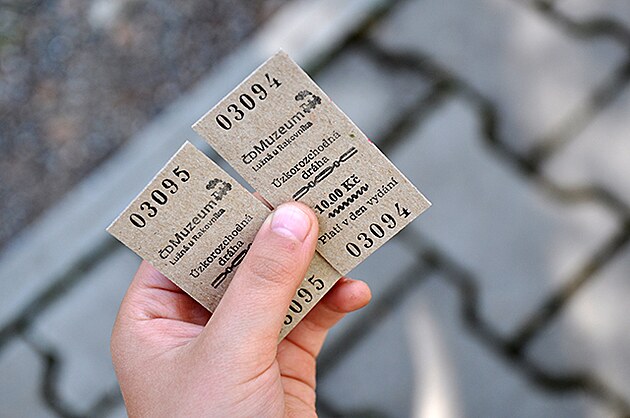 03095
ČDMuzeum
Lužná u Rakovníka
Úzkorozchodná
dráha
3095
03094
ČDMuzeum
Lužná u Rakovníka
Úzkorozchodná
dráha
10.00 Kč
Platí v den vydání
03094